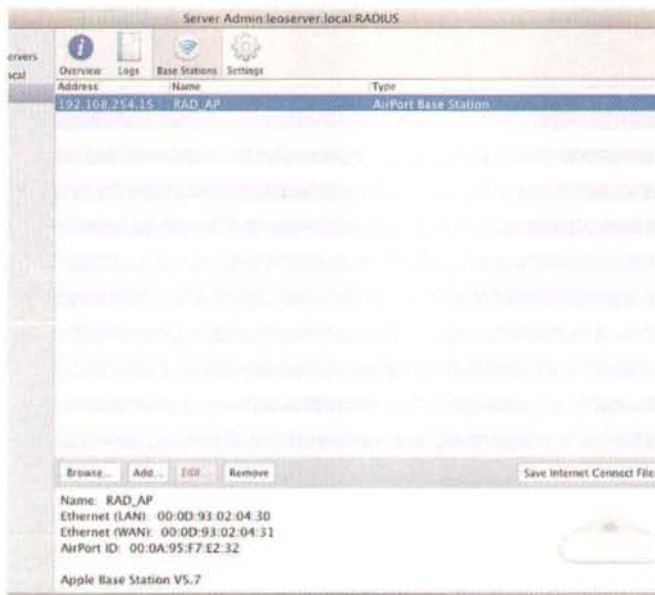 Server Admin:leoserver.local:RADIUS
ervers
ocal
Overview Logs Base Stations Settings
Address Name Type
192.168.254.15 RAD_AP AirPort Base Station
Browse... Add... Edit... Remove Save Internet Connect File
Name: RAD_AP
Ethernet (LAN): 00:0D:93:02:04:30
Ethernet (WAN): 00:0D:93:02:04:31
AirPort ID: 00:0A:95:F7:E2:32
Apple Base Station V5.7